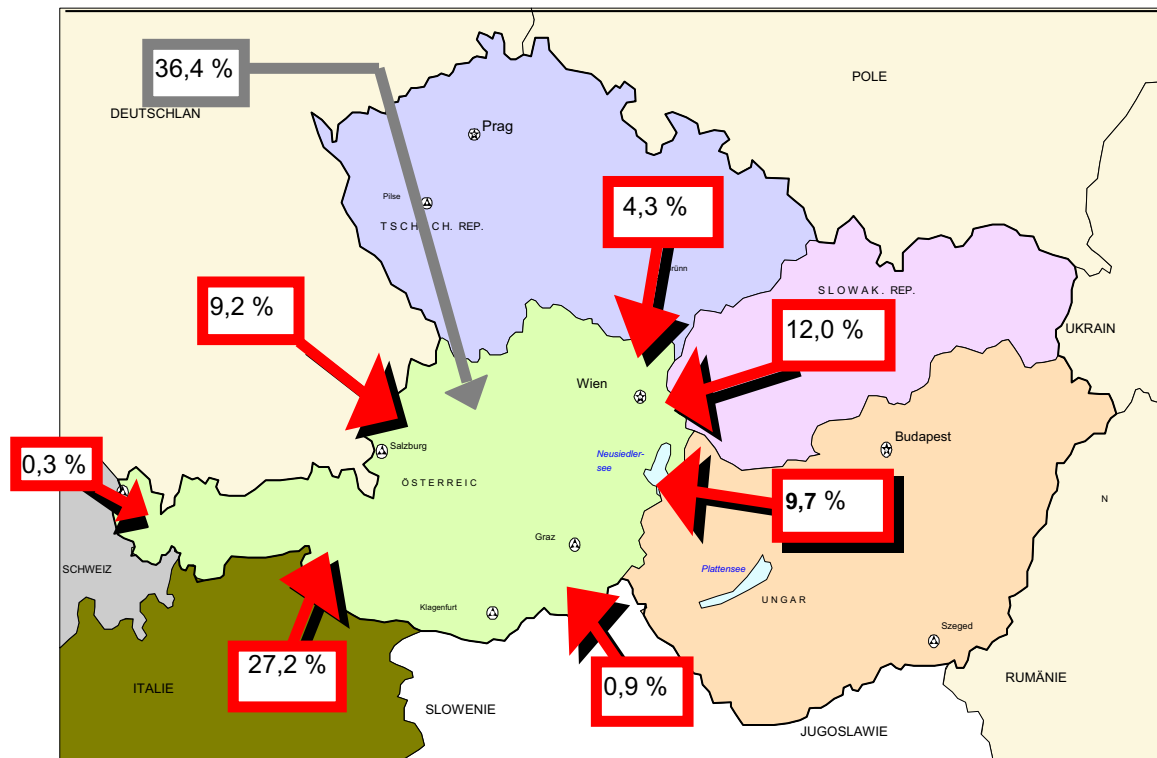 36,4 %
POLE
DEUTSCHLAN
Prag
Pilse
4,3 %
T S C H CH. REP.
rünn
SLOWAK. REP.
9,2 %
12,0 %
UKRAIN
Wien
Salzburg
Budapest
0,3 %
Neusiedler-
see
ÖSTERREIC
9,7 %
N
Graz
SCHWEIZ
Plattensee
UNGAR
Klagenfurt
Szeged
27,2 %
0,9 %
ITALIE
RUMÄNIE
SLOWENIE
JUGOSLAWIE